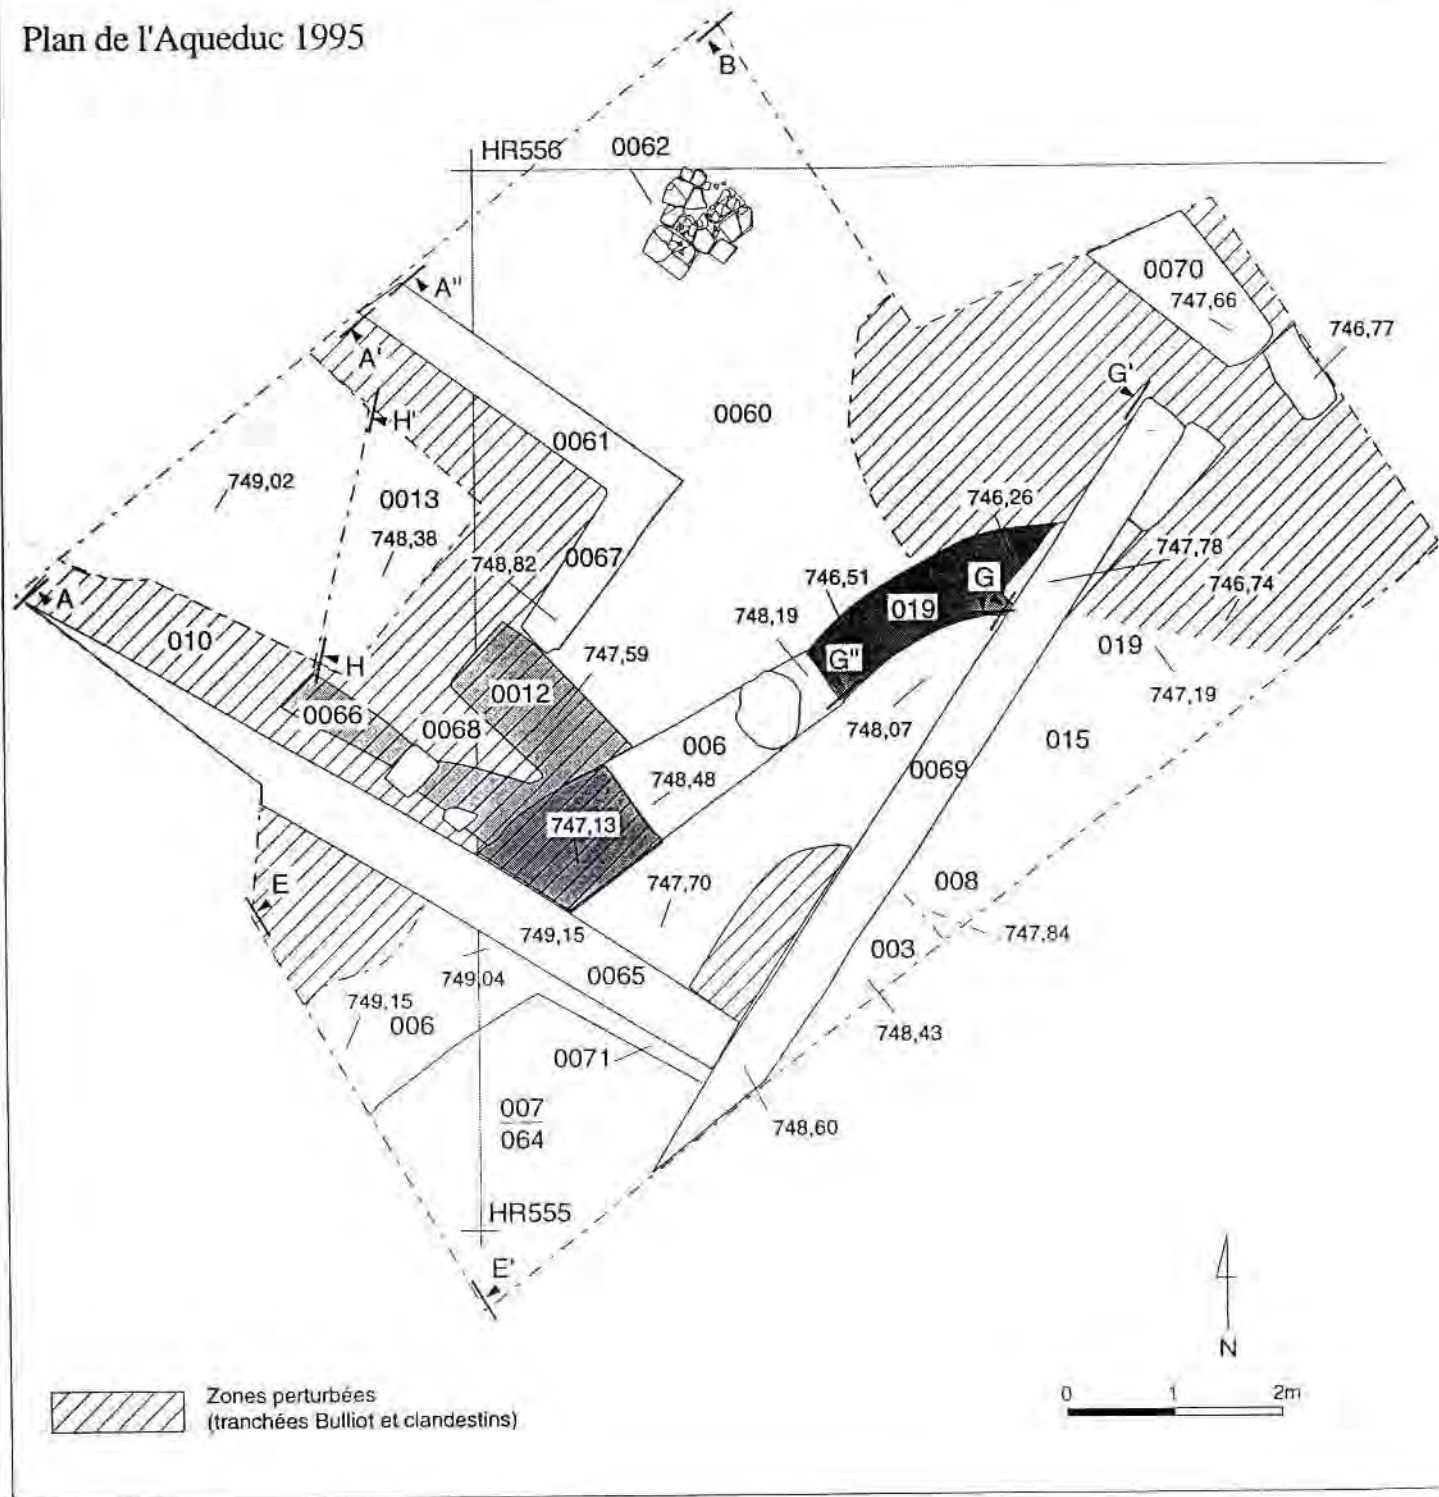 Plan de l'Aqueduc 1995
B
HR556
0062
0070
747,66
A"
746,77
A'
G'
H'
0060
0061
749,02
0013
746,26
748,38
748,82
0067
747,78
746,51
G
746,74
A
748,19
019
010
019
H
747,59
G"
0012
747,19
0066
0068
748,07
015
006
0069
748,48
747,13
E
747,70
008
749,15
003
747,84
749,04
0065
749,15
006
748,43
0071
007
064
748,60
HR555
E'
N
Zones perturbées
(tranchées Bulliot et clandestins)
0 1 2m